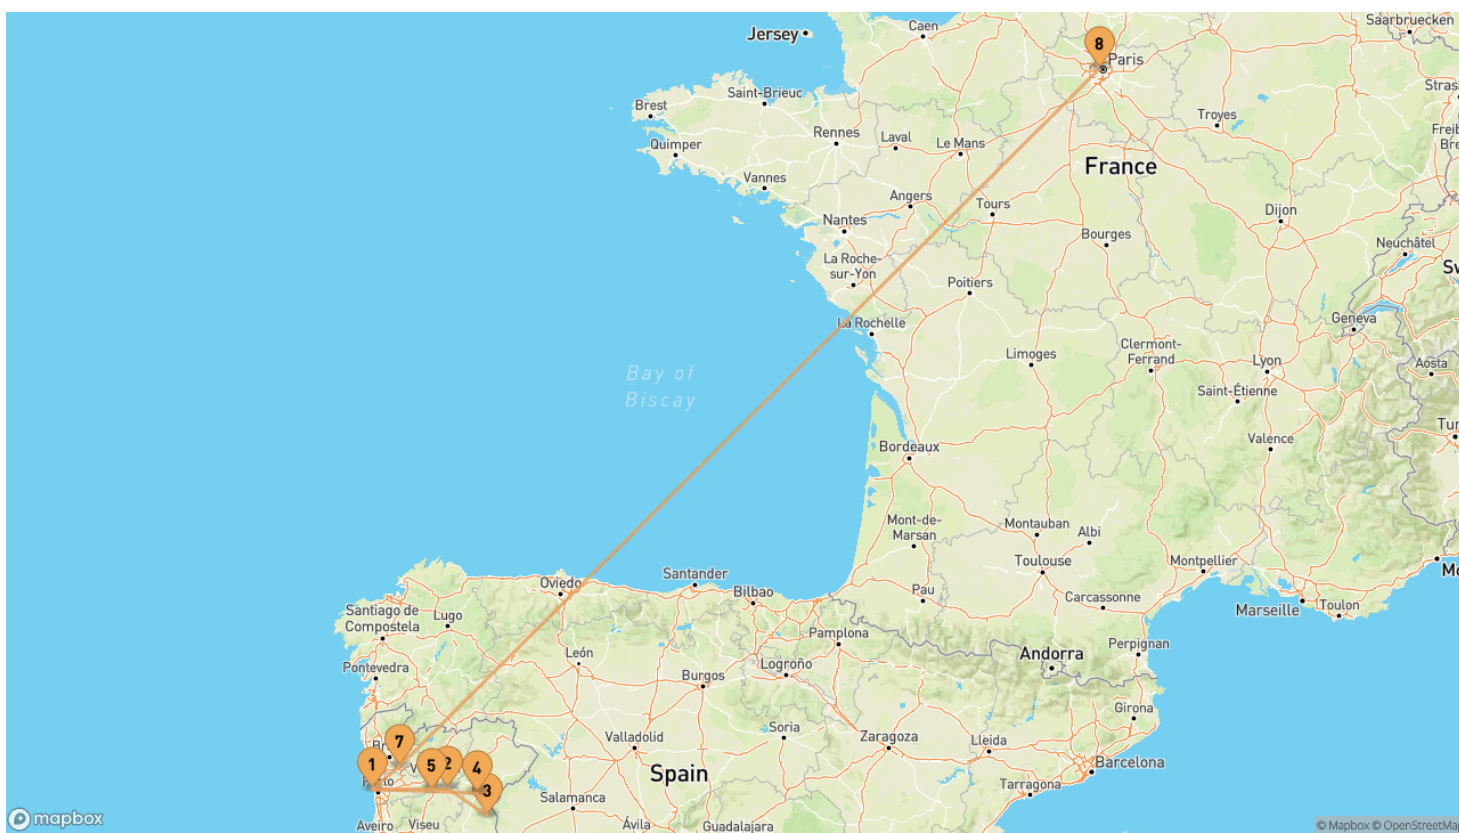 Jersey
Caen
Saarbruecken
8
Paris
Brest
Saint-Brieuc
Troyes
Rennes
Laval
Le Mans
Quimper
France
Vannes
Angers
Tours
Dijon
Nantes
Bourges
Neuchâtel
La Roche-
sur-Yon
Poitiers
La Rochelle
Geneva
Bay of
Biscay
Limoges
Clermont-
Ferrand
Lyon
Aosta
Saint-Étienne
Bordeaux
Valence
Mont-de-
Marsan
Montauban
Albi
Toulouse
Montpellier
Oviedo
Santander
Bilbao
Pau
Carcassonne
Marseille
Toulon
Santiago de
Compostela
Lugo
Pamplona
Perpignan
León
Logroño
Andorra
Pontevedra
Burgos
Girona
7
Valladolid
Soria
Zaragoza
Lleida
1
5
2
4
Spain
Barcelona
3
Salamanca
Tarragona
mapbox
Aveiro
Viseu
Ávila
Guadalajara
© Mapbox © OpenStreetMap